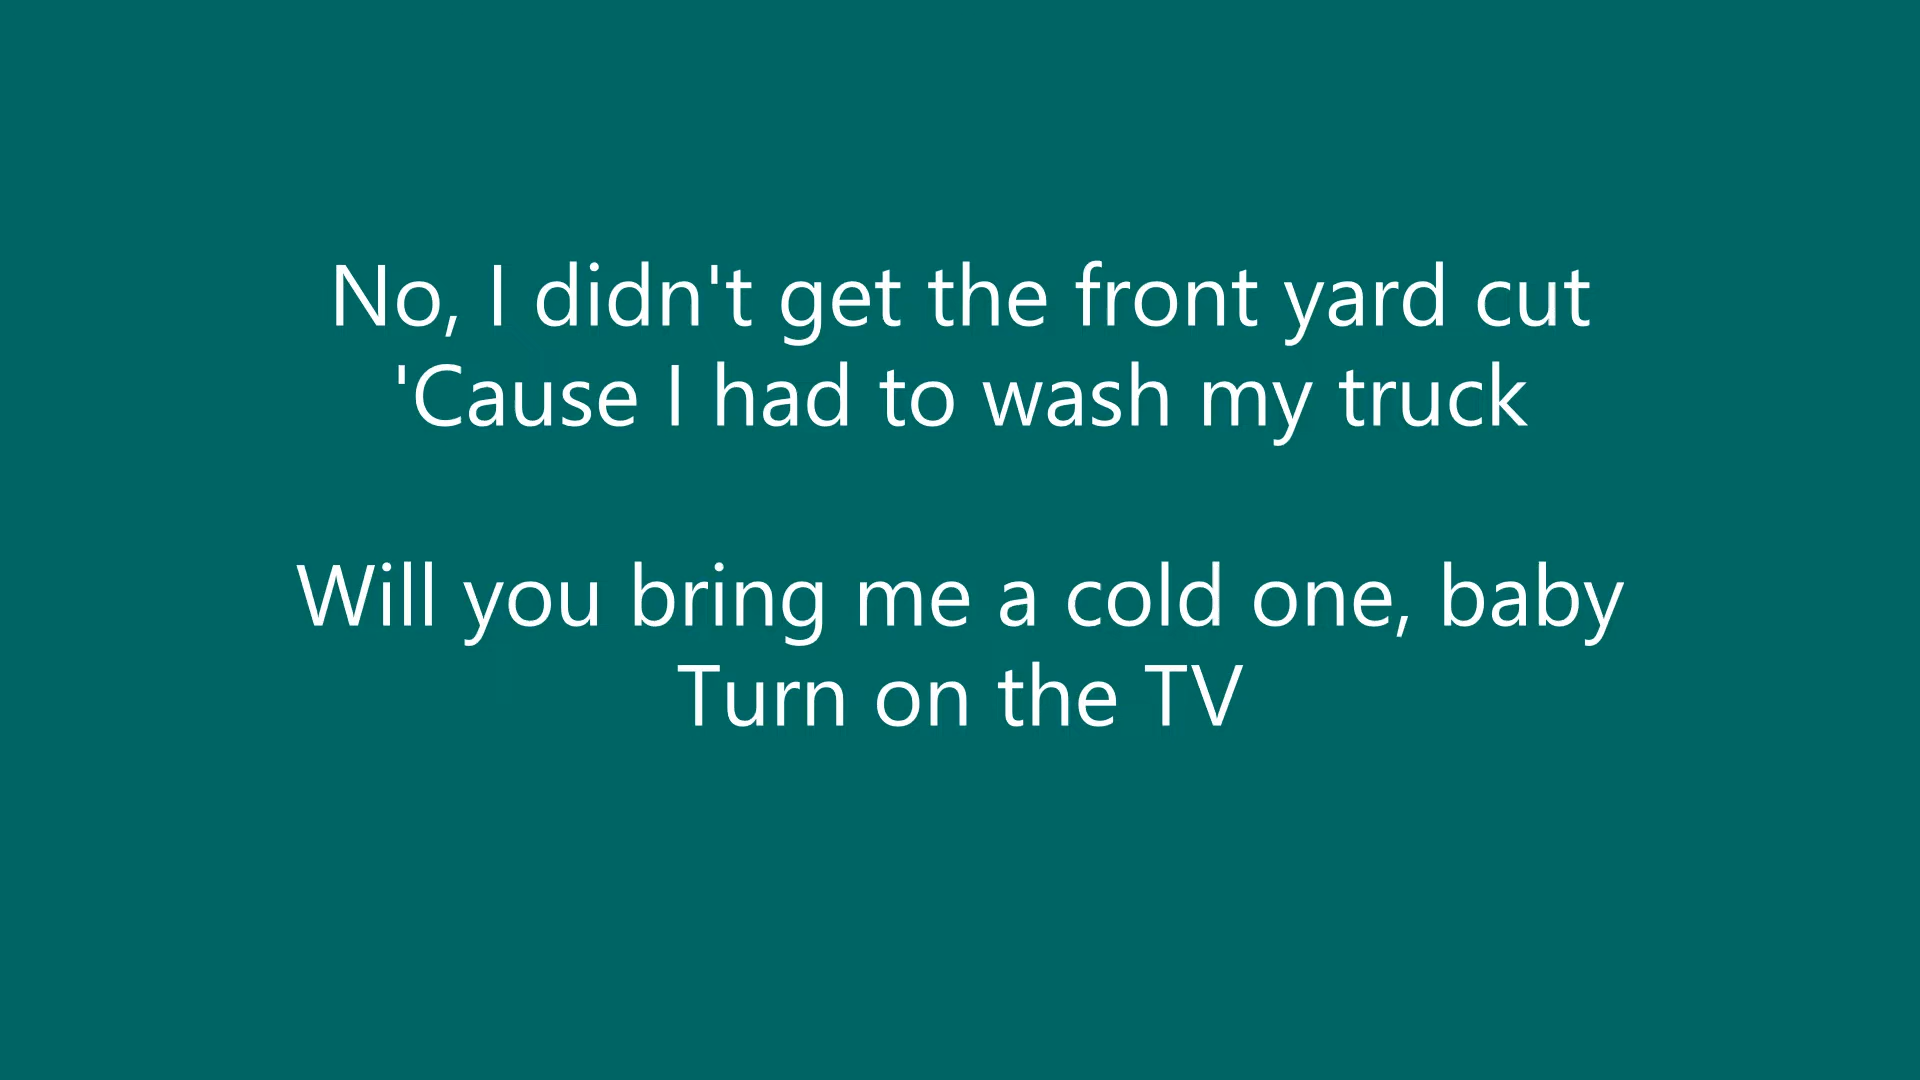 No, I didn't get the front yard cut
'Cause I had to wash my truck
Will you bring me a cold one, baby
Turn on the TV